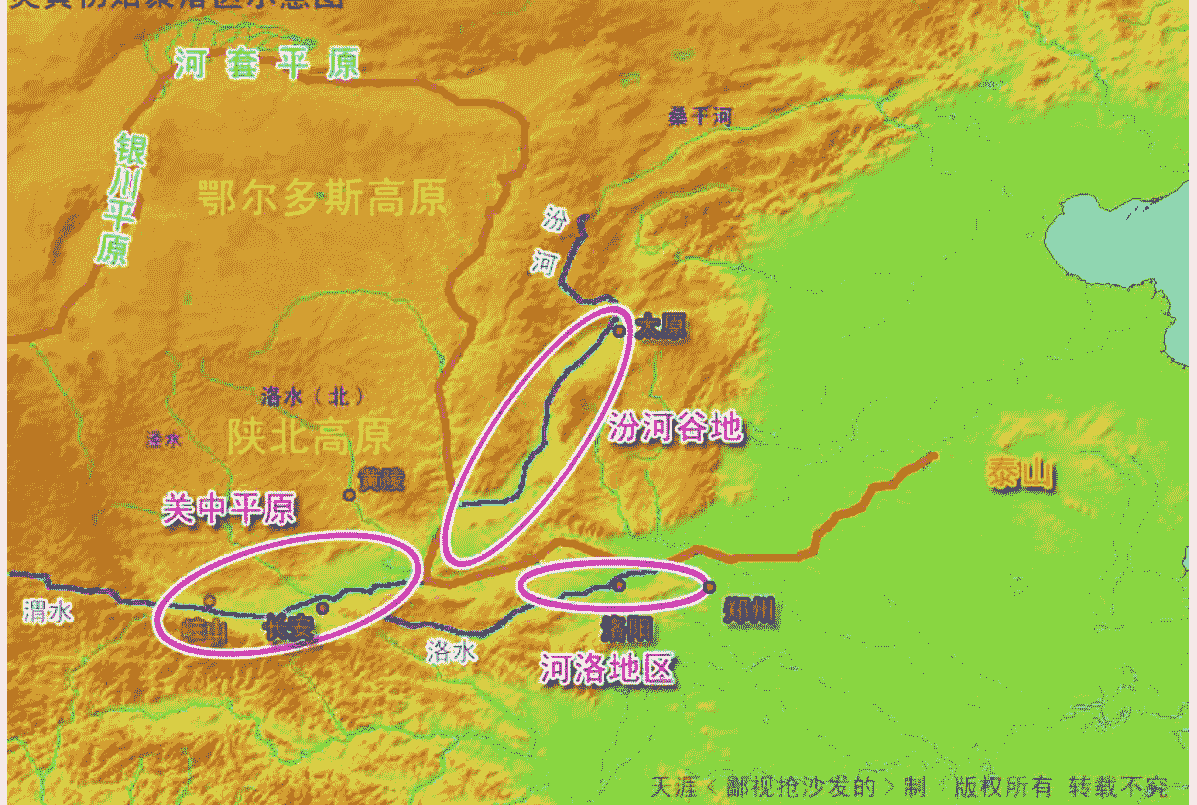 河套平原
桑干河
银川平原
鄂尔多斯高原
汾河
太原
洛水（北）
汾河谷地
陕北高原
泾水
泰山
黄陵
关中平原
渭水
长安
洛阳
郑州
洛水
河洛地区
天涯<鄙视抢沙发的>制 版权所有 转载不究